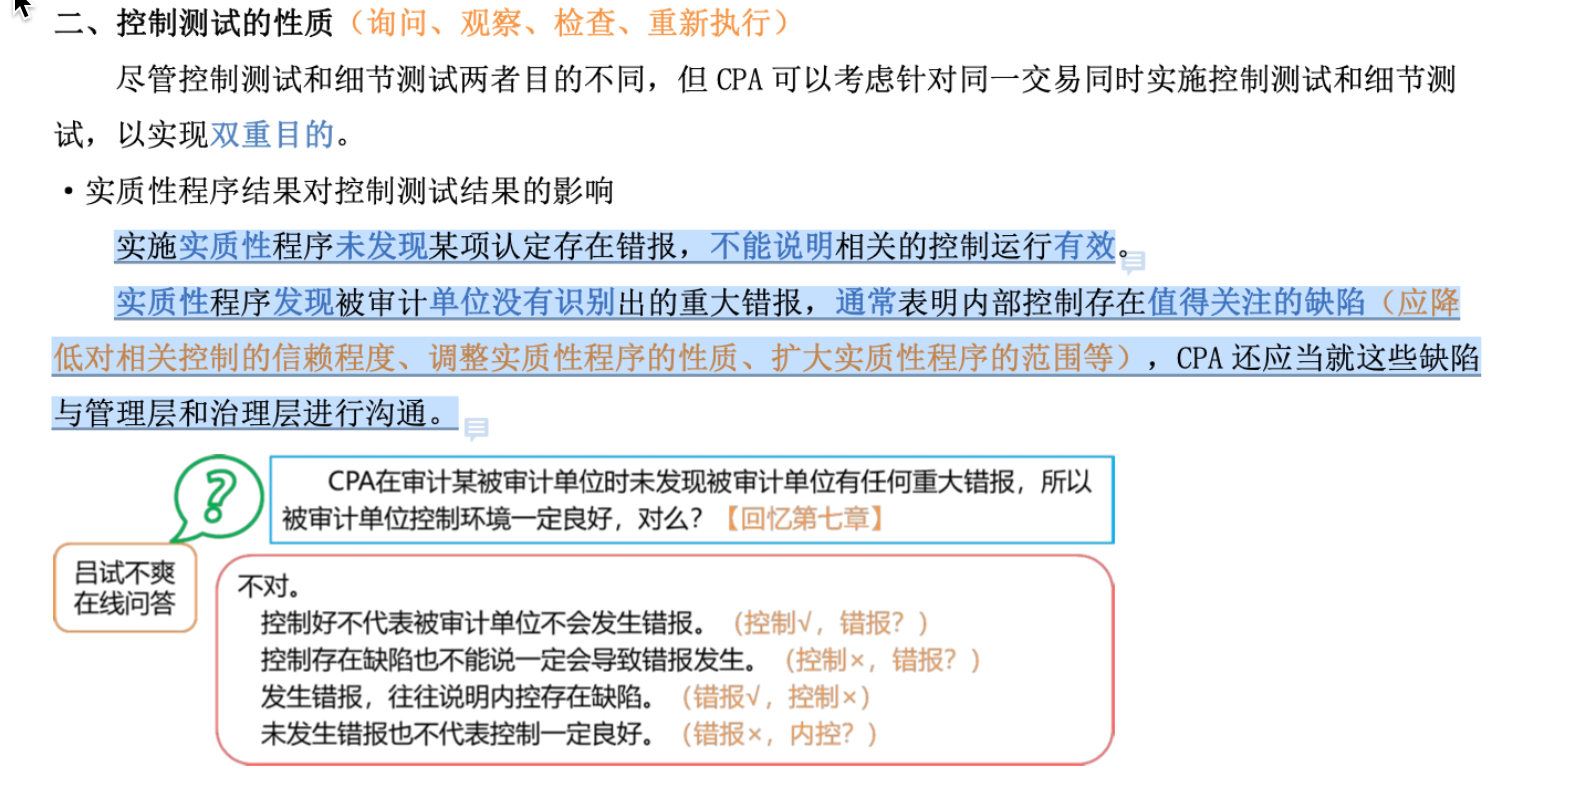 二、控制测试的性质（询问、观察、检查、重新执行）
尽管控制测试和细节测试两者目的不同，但 CPA 可以考虑针对同一交易同时实施控制测试和细节测
试，以实现双重目的。
•实质性程序结果对控制测试结果的影响
实施实质性程序未发现某项认定存在错报，不能说明相关的控制运行有效。
实质性程序发现被审计单位没有识别出的重大错报，通常表明内部控制存在值得关注的缺陷（应降
低对相关控制的信赖程度、调整实质性程序的性质、扩大实质性程序的范围等），CPA 还应当就这些缺陷
与管理层和治理层进行沟通。
?
CPA在审计某被审计单位时未发现被审计单位有任何重大错报，所以
被审计单位控制环境一定良好，对么？【回忆第七章】
吕试不爽
在线问答
不对。
控制好不代表被审计单位不会发生错报。（控制√，错报？）
控制存在缺陷也不能说一定会导致错报发生。（控制×，错报？）
发生错报，往往说明内控存在缺陷。（错报√，控制×）
未发生错报也不代表控制一定良好。（错报×，内控？）